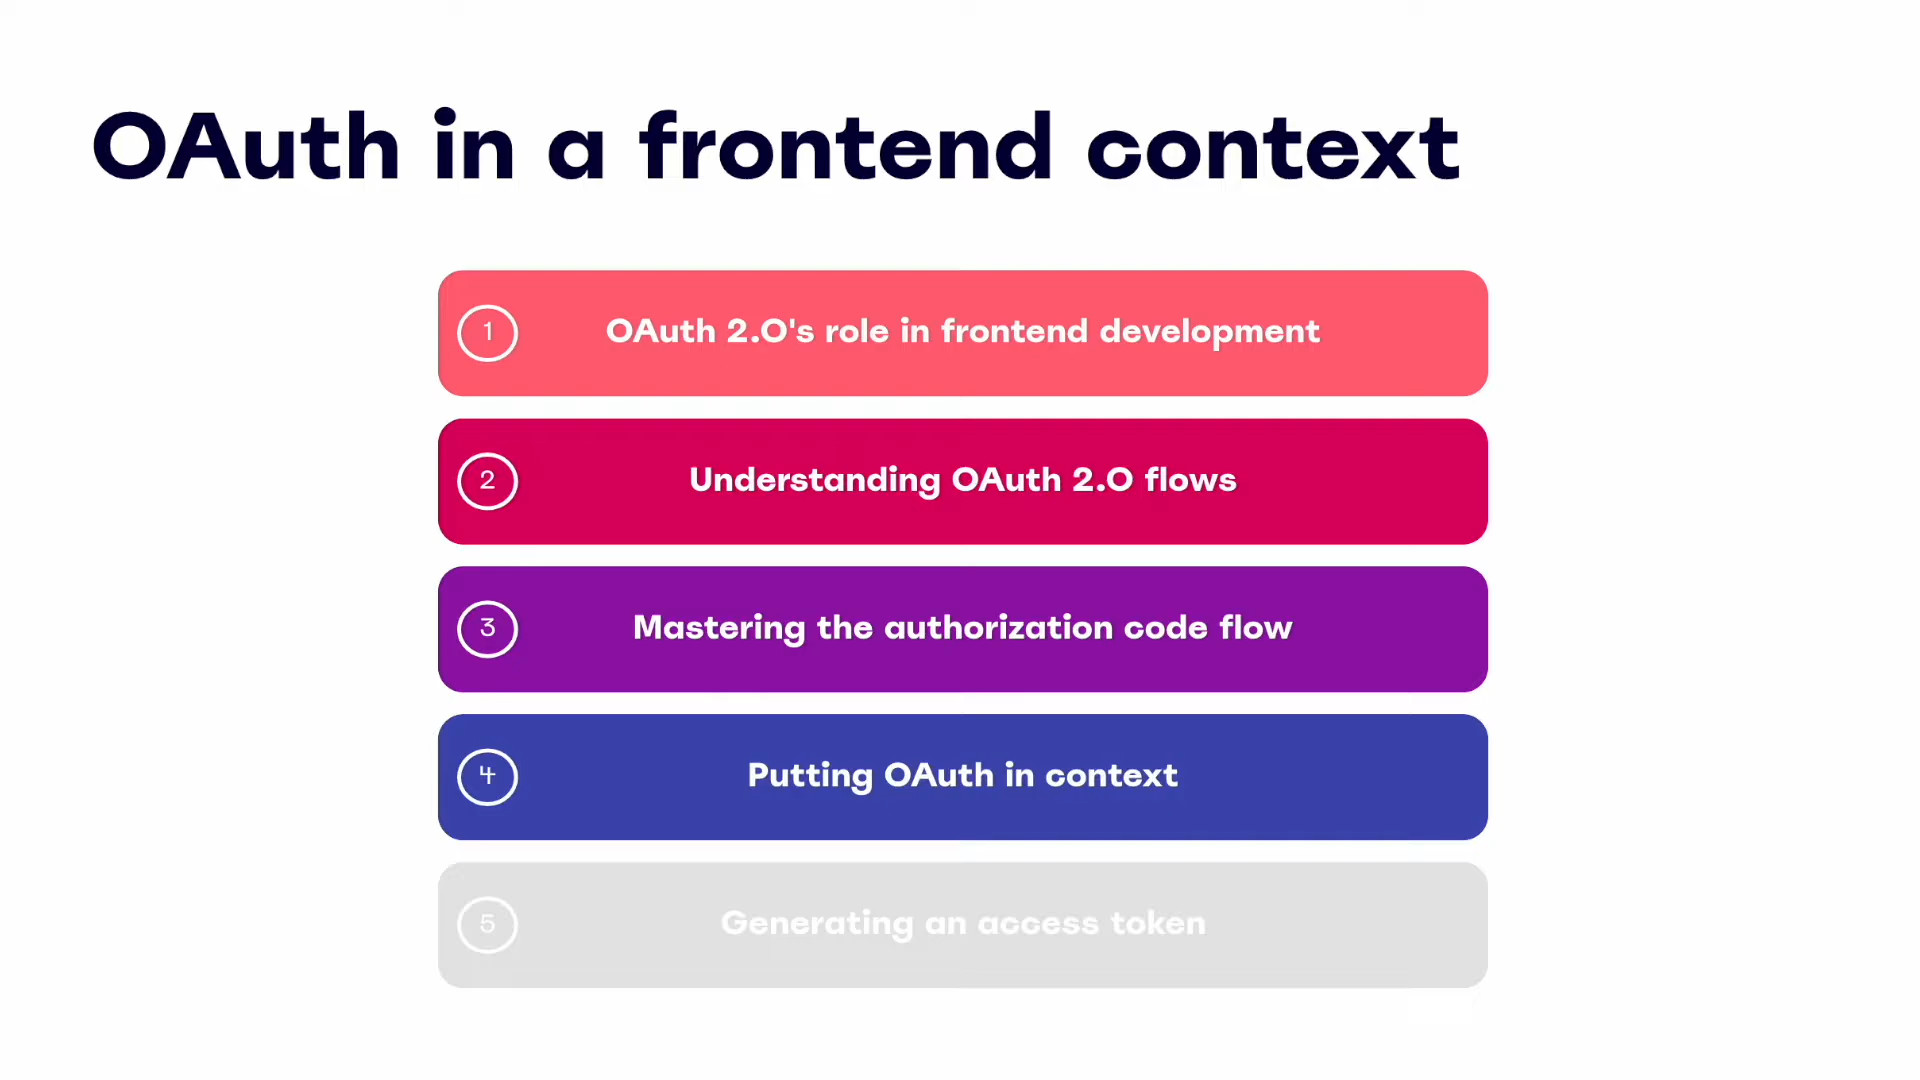 OAuth in a frontend context
1 OAuth 2.0's role in frontend development
2 Understanding OAuth 2.0 flows
3 Mastering the authorization code flow
4 Putting OAuth in context
5 Generating an access token